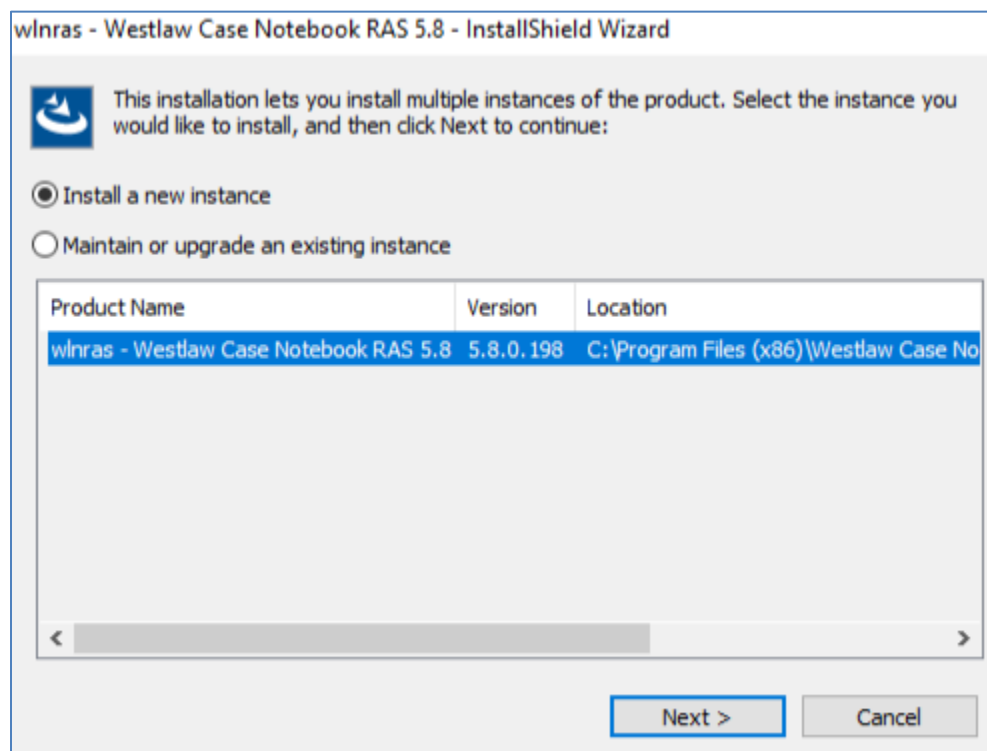 wlnras - Westlaw Case Notebook RAS 5.8 - InstallShield Wizard
This installation lets you install multiple instances of the product. Select the instance you
would like to install, and then click Next to continue:
Install a new instance
Maintain or upgrade an existing instance
Product Name Version Location
wlnras - Westlaw Case Notebook RAS 5.8 5.8.0.198 C:\Program Files (x86)\Westlaw Case No
Next > Cancel